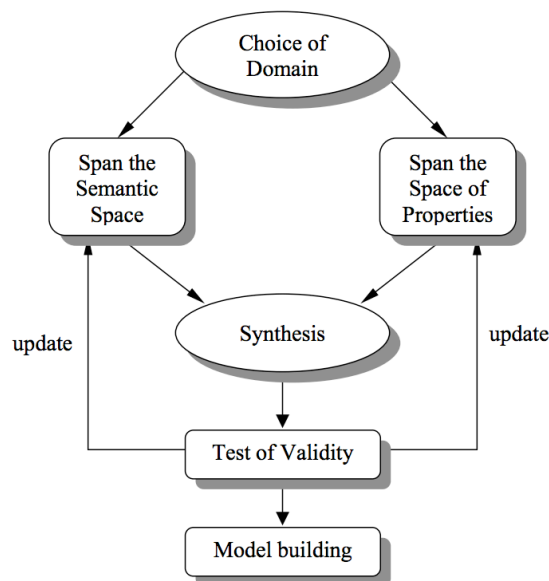 Choice of
Domain
Span the
Semantic
Space
Span the
Space of
Properties
update
Synthesis
update
Test of Validity
Model building